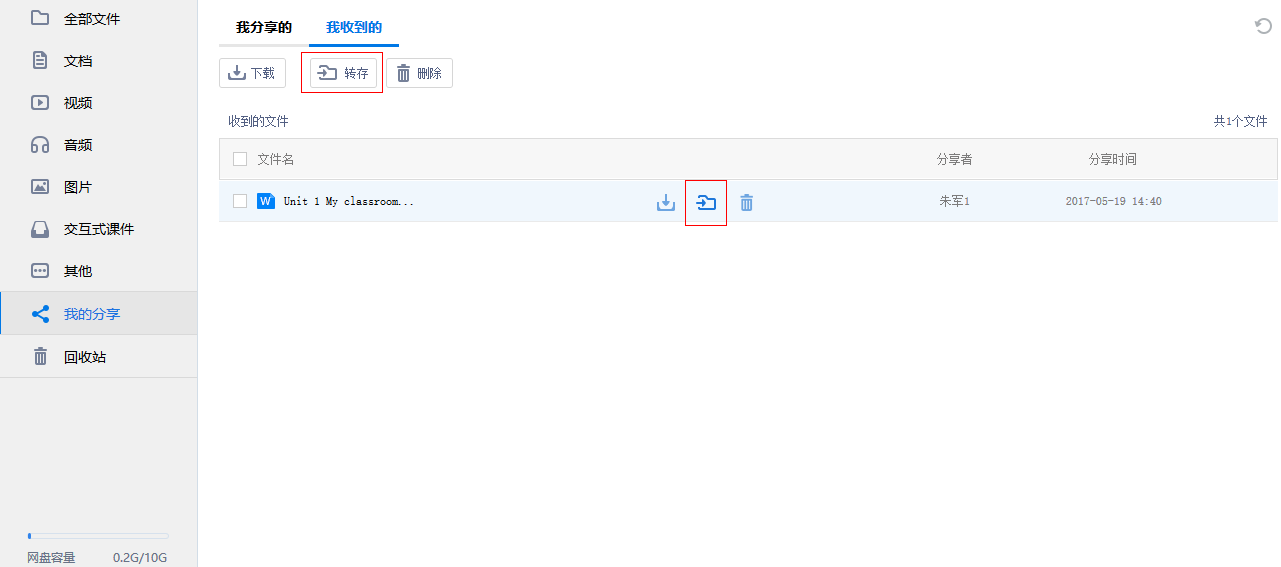 全部文件
文档
视频
音频
图片
交互式课件
其他
我的分享
回收站
网盘容量 0.2G/10G
我分享的 我收到的
下载 转存 删除
收到的文件 共1个文件
文件名 分享者 分享时间
W Unit 1 My classroom... 朱军1 2017-05-19 14:40